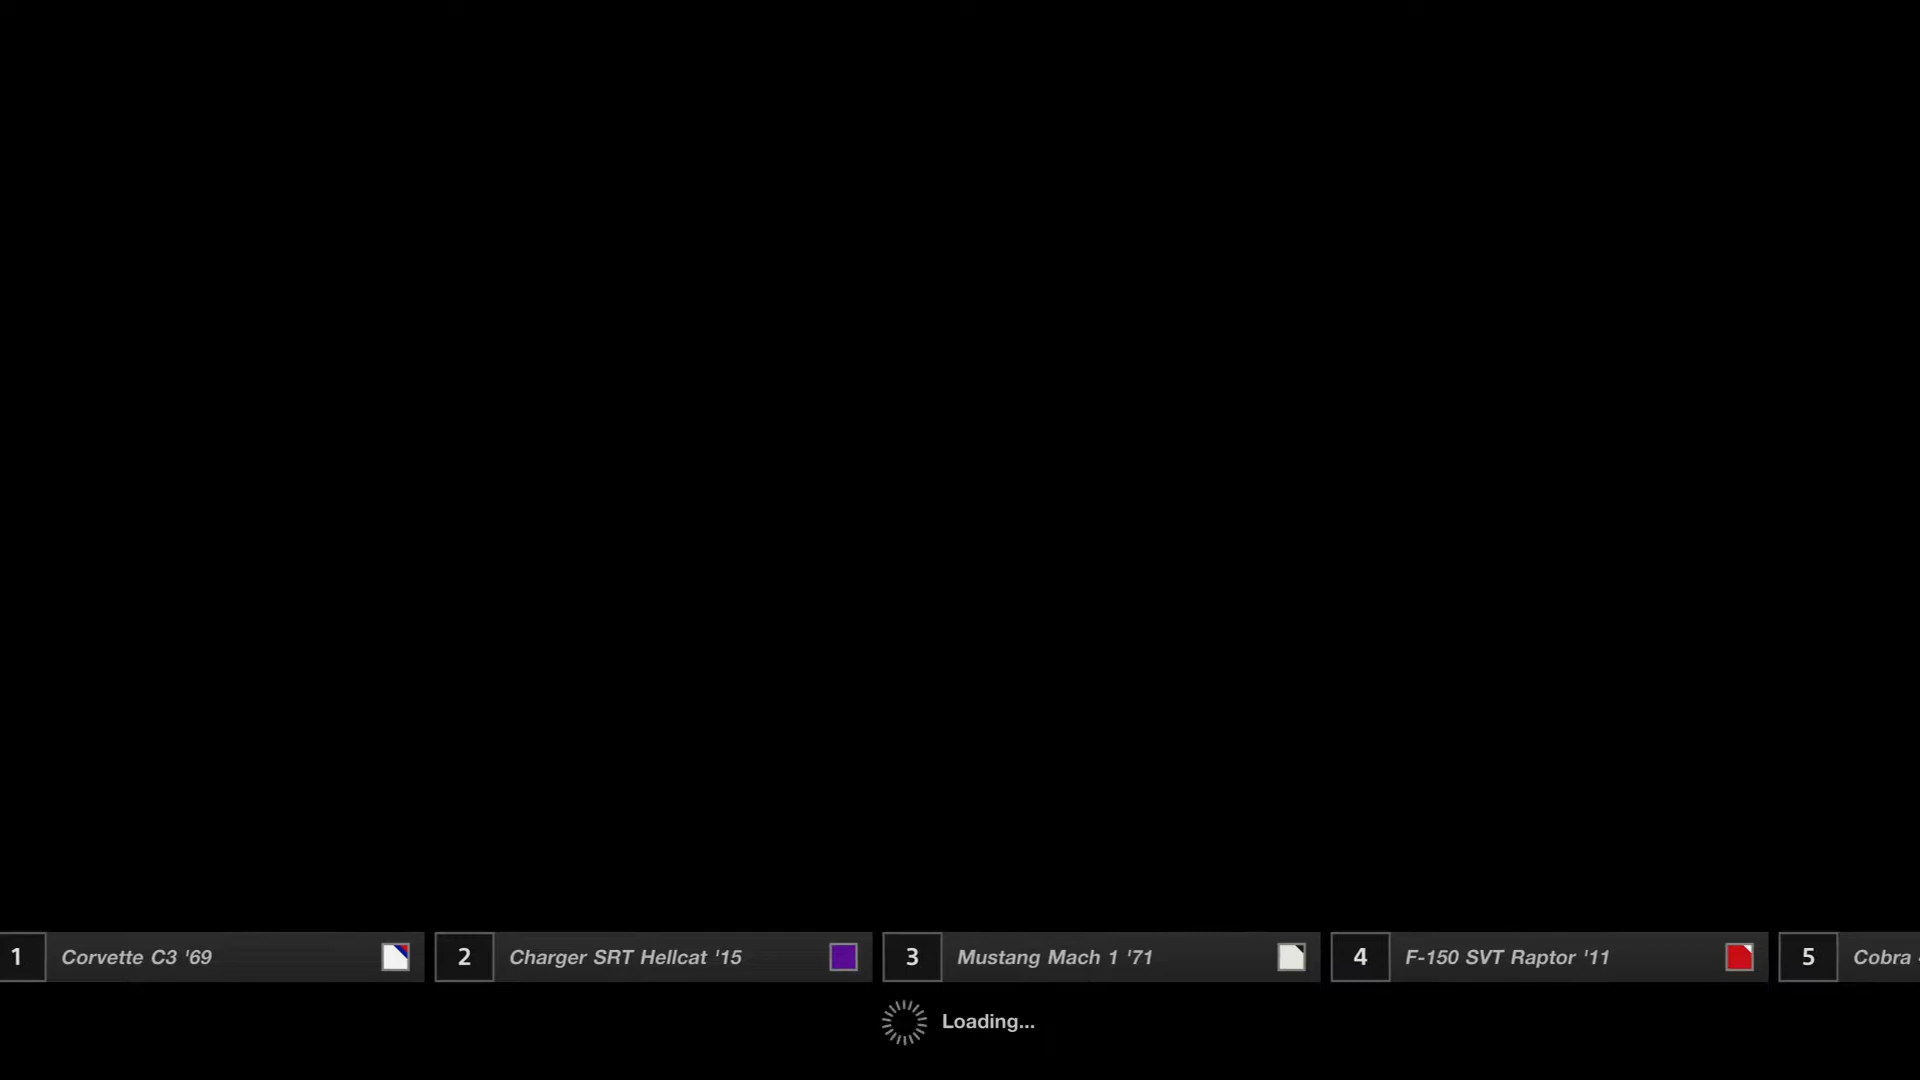 1 Corvette C3 '69 2 Charger SRT Hellcat '15 3 Mustang Mach 1 '71 4 F-150 SVT Raptor '11 5 Cobra
Loading...